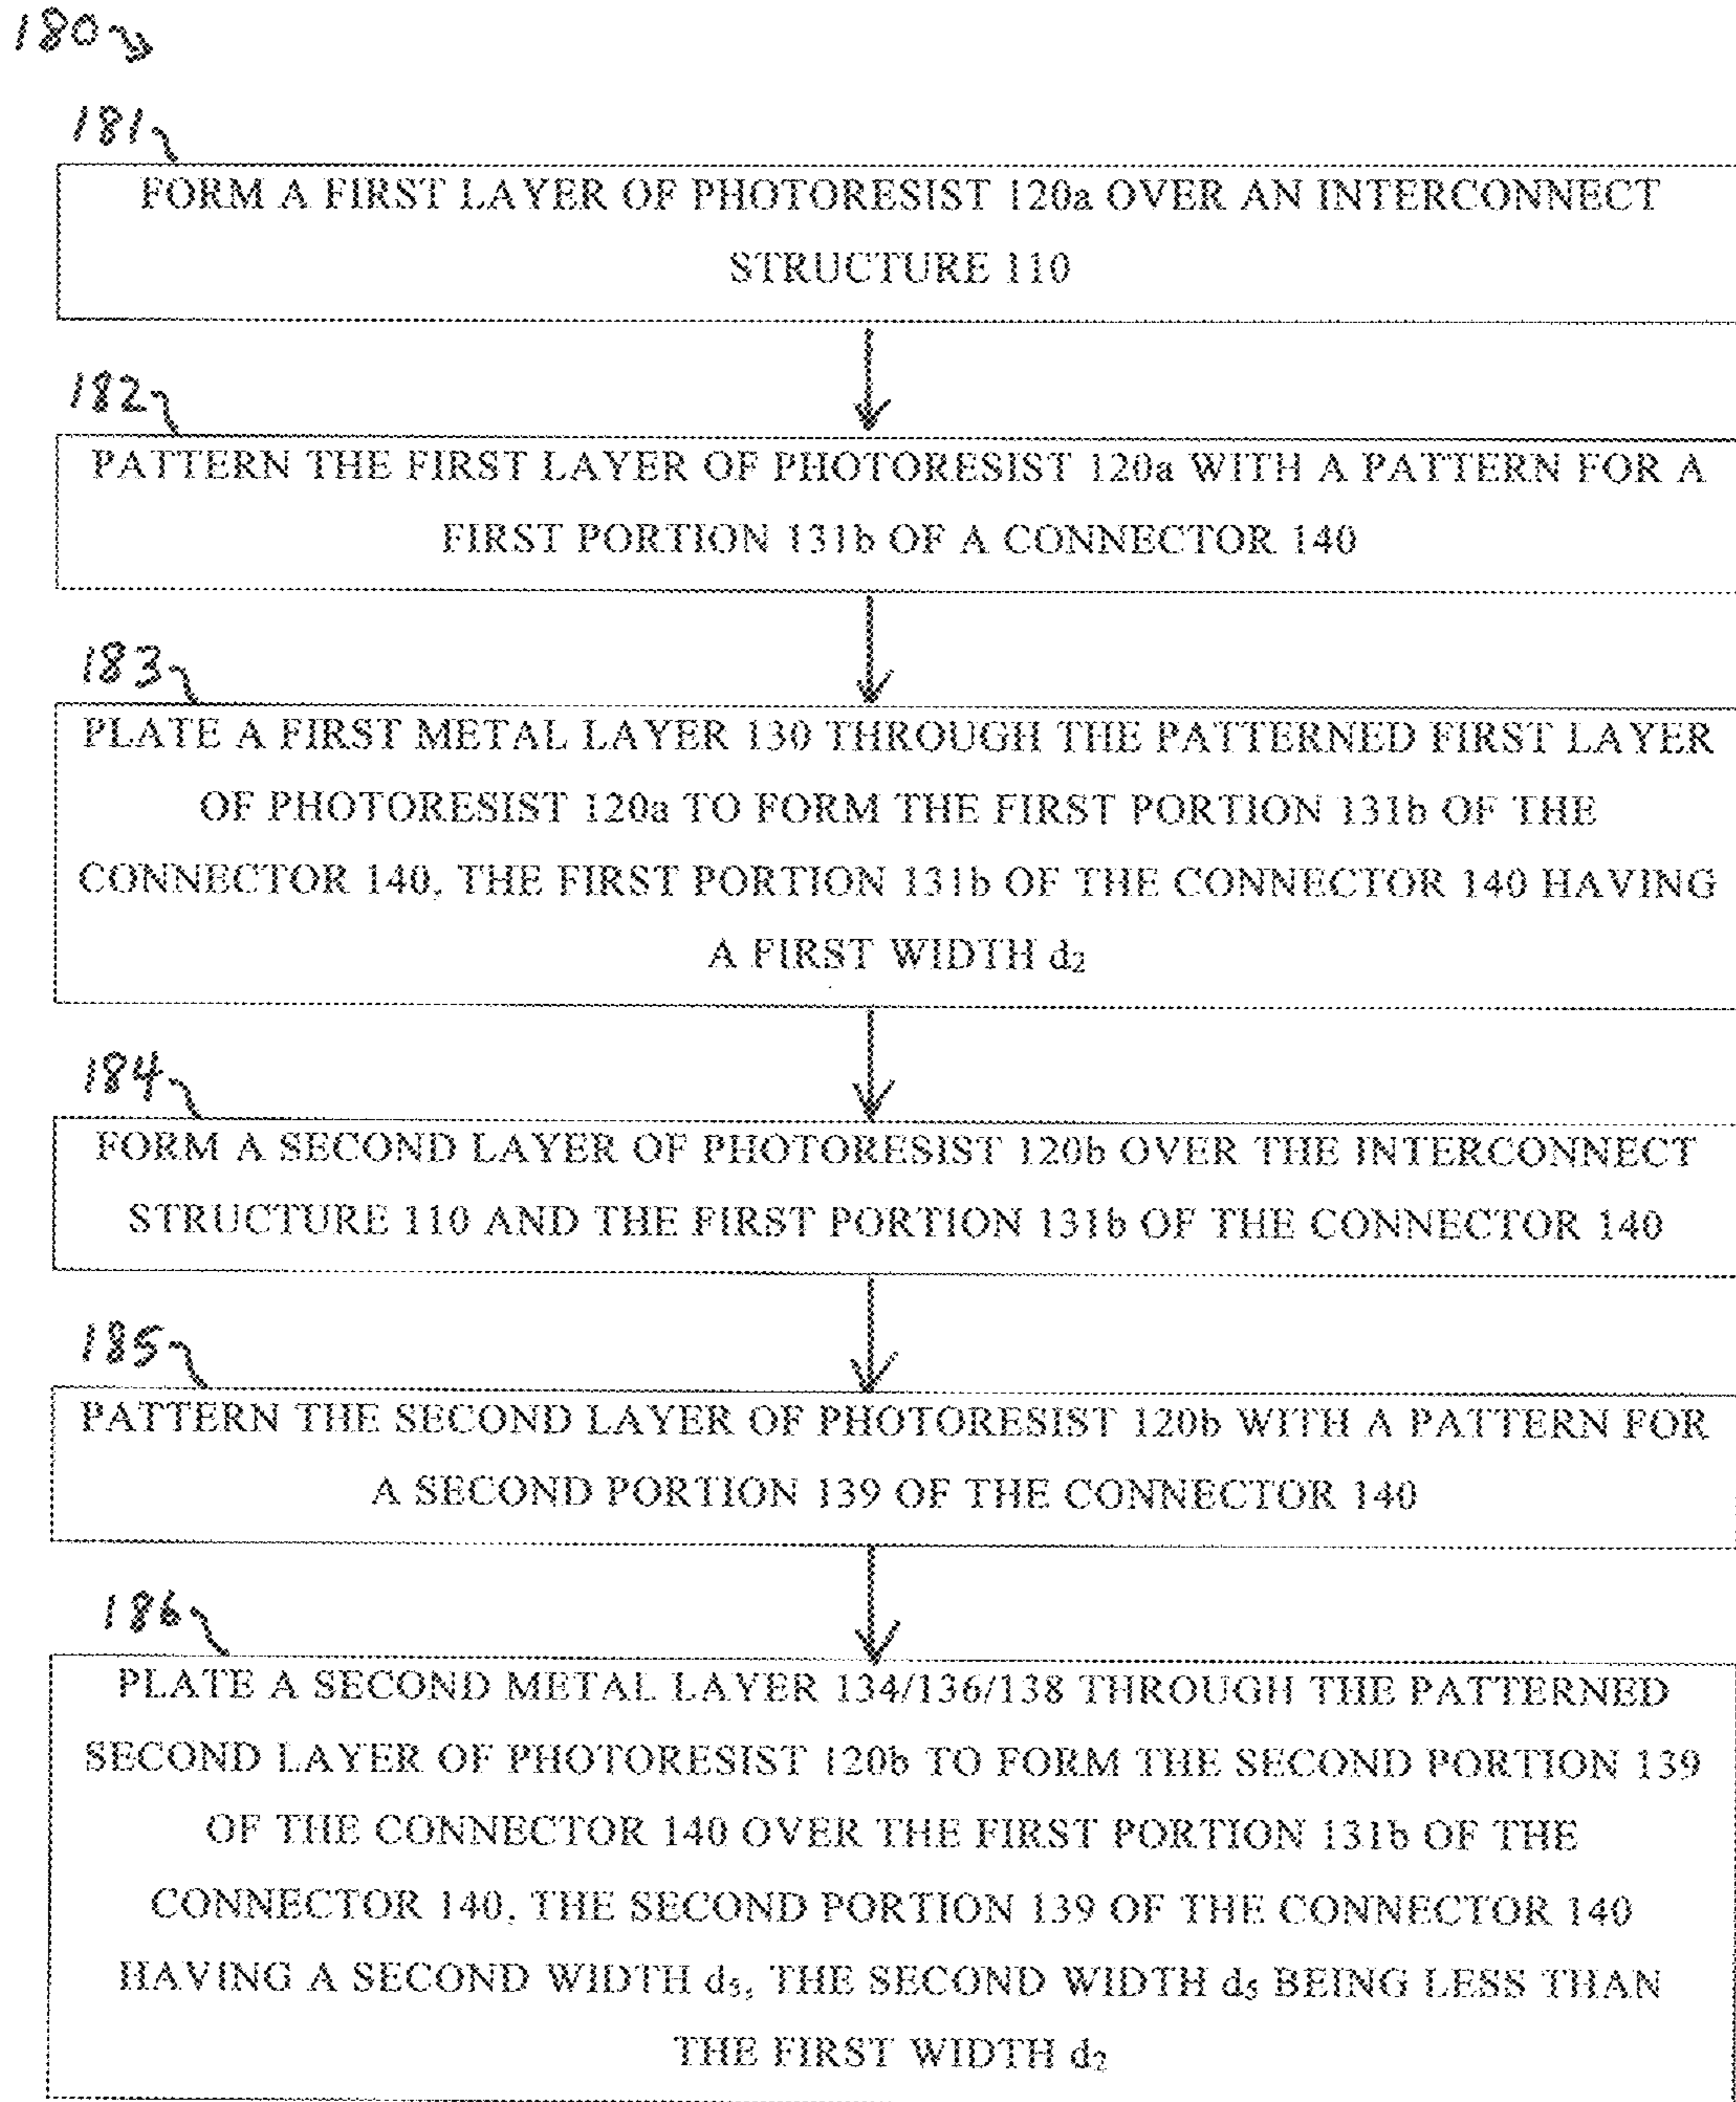 180
181
FORM A FIRST LAYER OF PHOTORESIST 120a OVER AN INTERCONNECT
STRUCTURE 110
182
PATTERN THE FIRST LAYER OF PHOTORESIST 120a WITH A PATTERN FOR A
FIRST PORTION 131b OF A CONNECTOR 140
183
PLATE A FIRST METAL LAYER 130 THROUGH THE PATTERNED FIRST LAYER
OF PHOTORESIST 120a TO FORM THE FIRST PORTION 131b OF THE
CONNECTOR 140, THE FIRST PORTION 131b OF THE CONNECTOR 140 HAVING
A FIRST WIDTH d₂
184
FORM A SECOND LAYER OF PHOTORESIST 120b OVER THE INTERCONNECT
STRUCTURE 110 AND THE FIRST PORTION 131b OF THE CONNECTOR 140
185
PATTERN THE SECOND LAYER OF PHOTORESIST 120b WITH A PATTERN FOR
A SECOND PORTION 139 OF THE CONNECTOR 140
186
PLATE A SECOND METAL LAYER 134/136/138 THROUGH THE PATTERNED
SECOND LAYER OF PHOTORESIST 120b TO FORM THE SECOND PORTION 139
OF THE CONNECTOR 140 OVER THE FIRST PORTION 131b OF THE
CONNECTOR 140, THE SECOND PORTION 139 OF THE CONNECTOR 140
HAVING A SECOND WIDTH d₅, THE SECOND WIDTH d₅ BEING LESS THAN
THE FIRST WIDTH d₂